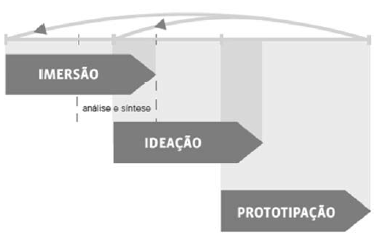 IMERSÃO
análise e síntese
IDEAÇÃO
PROTOTIPAÇÃO